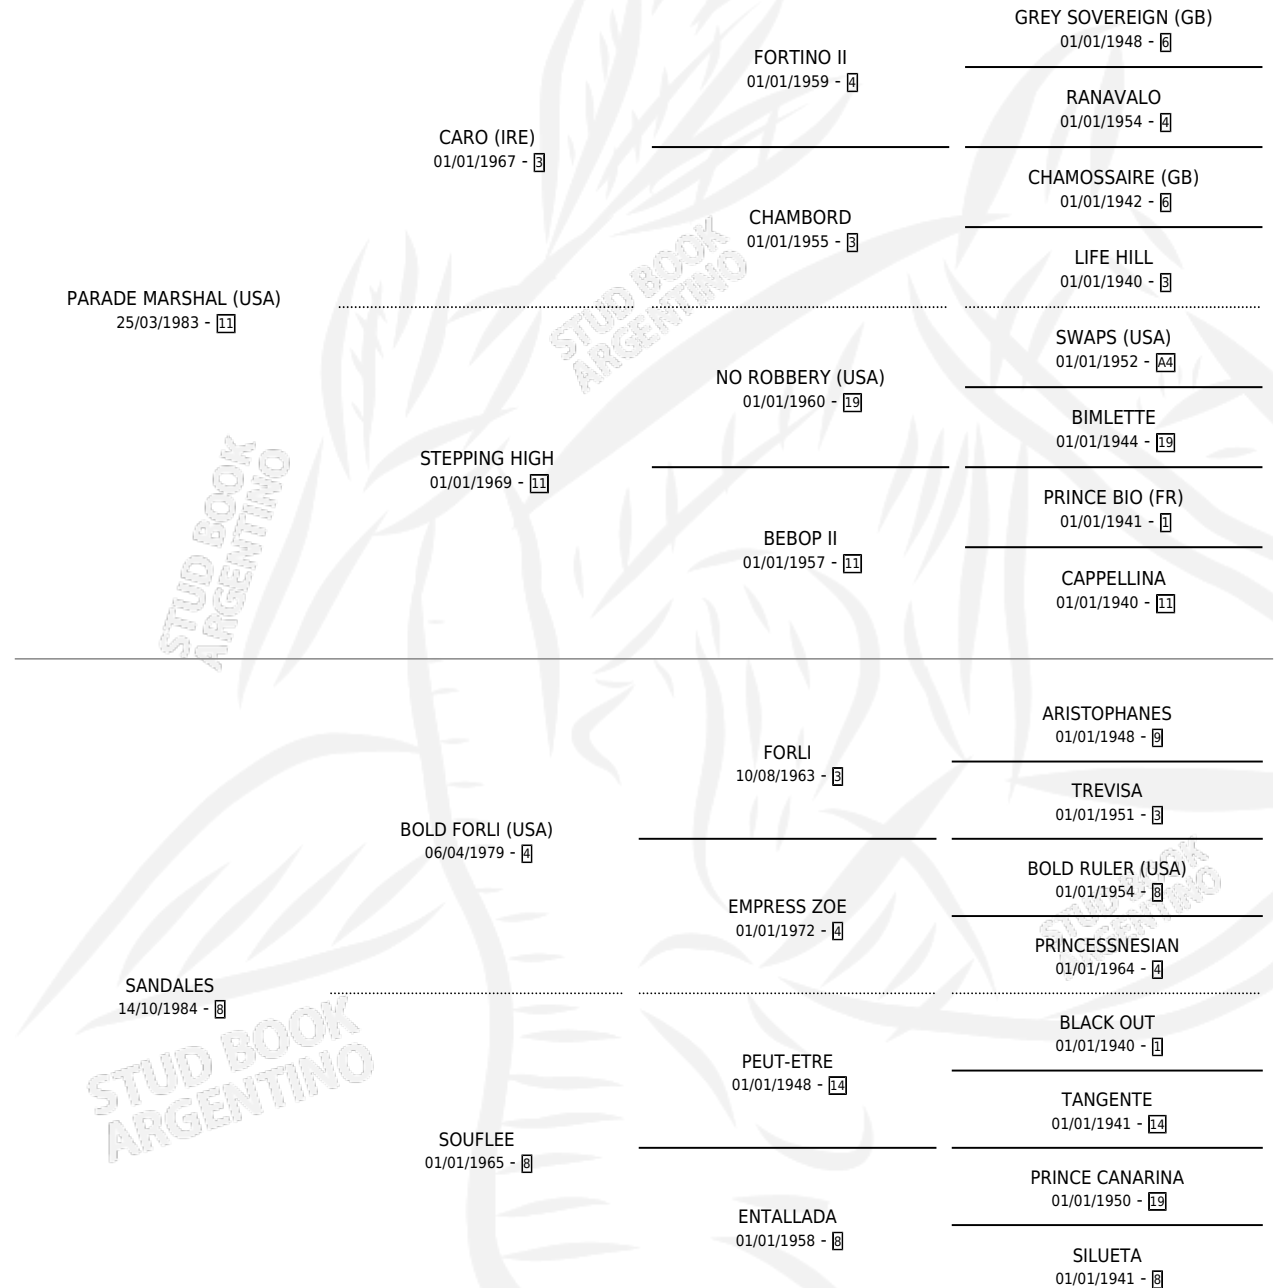 GREY SOVEREIGN (GB)
01/01/1948 - 6
FORTINO II
01/01/1959 - 4
RANAVALO
01/01/1954 - 4
CARO (IRE)
01/01/1967 - 3
CHAMOSSAIRE (GB)
01/01/1942 - 6
CHAMBORD
01/01/1955 - 3
LIFE HILL
01/01/1940 - 3
PARADE MARSHAL (USA)
25/03/1983 - 11
SWAPS (USA)
01/01/1952 - A4
NO ROBBERY (USA)
01/01/1960 - 19
BIMLETTE
01/01/1944 - 19
STEPPING HIGH
01/01/1969 - 11
PRINCE BIO (FR)
01/01/1941 - 1
BEBOP II
01/01/1957 - 11
CAPPELLINA
01/01/1940 - 11
STUD BOOK
ARGENTINO
STUD BOOK
ARGENTINO
ARISTOPHANES
01/01/1948 - 9
FORLI
10/08/1963 - 3
TREVISA
01/01/1951 - 3
BOLD FORLI (USA)
06/04/1979 - 4
BOLD RULER (USA)
01/01/1954 - 8
EMPRESS ZOE
01/01/1972 - 4
PRINCESSNESIAN
01/01/1964 - 4
STUD BOOK
ARGENTINO
SANDALES
14/10/1984 - 8
BLACK OUT
01/01/1940 - 1
PEUT-ETRE
01/01/1948 - 14
TANGENTE
01/01/1941 - 14
STUD BOOK
ARGENTINO
SOUFLEE
01/01/1965 - 8
PRINCE CANARINA
01/01/1950 - 19
ENTALLADA
01/01/1958 - 8
SILUETA
01/01/1941 - 8